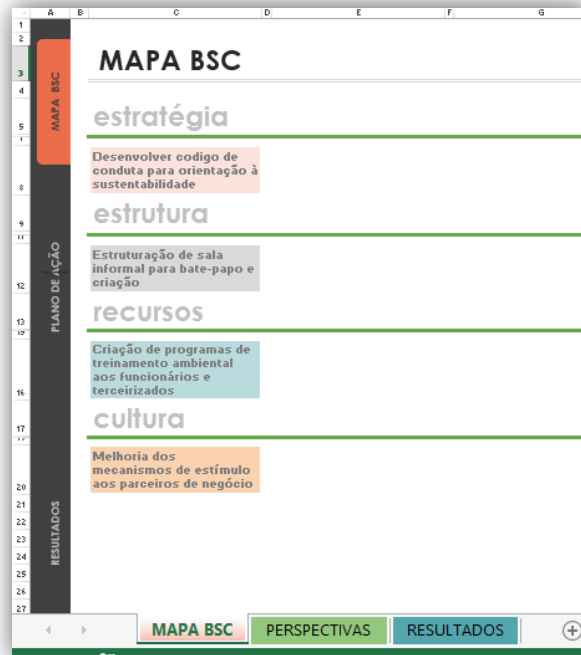 A B C D E F G
1
2
3
4
5
8
9
11
12
13
16
17
20
21
22
23
24
25
26
27
MAPA BSC
PLANO DE AÇÃO
RESULTADOS
MAPA BSC
estratégia
Desenvolver codigo de
conduta para orientação à
sustentabilidade
estrutura
Estruturação de sala
informal para bate-papo e
criação
recursos
Criação de programas de
treinamento ambiental
aos funcionários e
terceirizados
cultura
Melhoria dos
mecanismos de estímulo
aos parceiros de negócio
MAPA BSC PERSPECTIVAS RESULTADOS